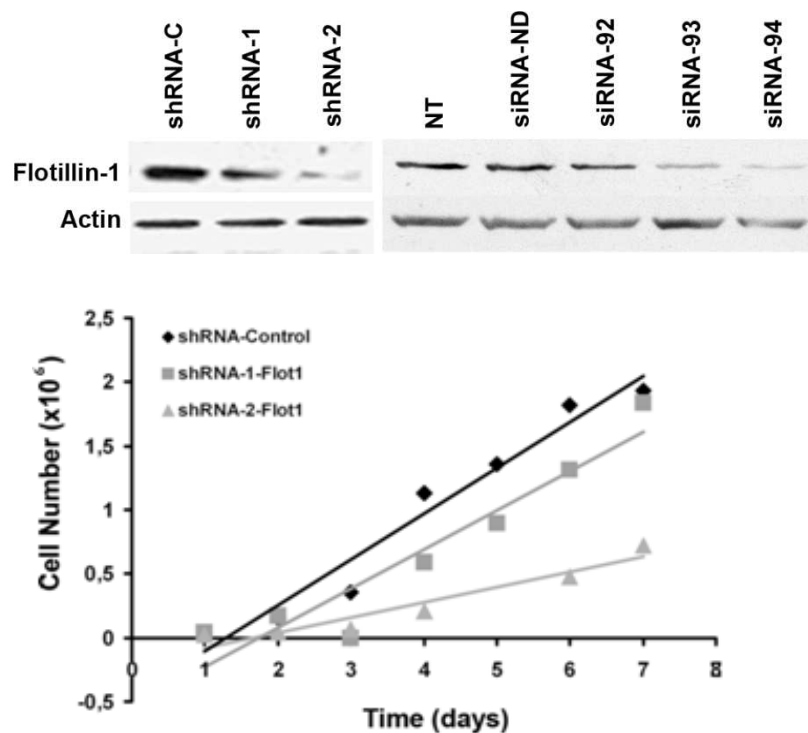 shRNA-C shRNA-1 shRNA-2 NT siRNA-ND siRNA-92 siRNA-93 siRNA-94
Flotillin-1
Actin
2,5
shRNA-Control
2
shRNA-1-Flot1
shRNA-2-Flot1
1,5
Cell Number (x10⁶)
1
0,5
0
0 1 2 3 4 5 6 7 8
-0,5
Time (days)